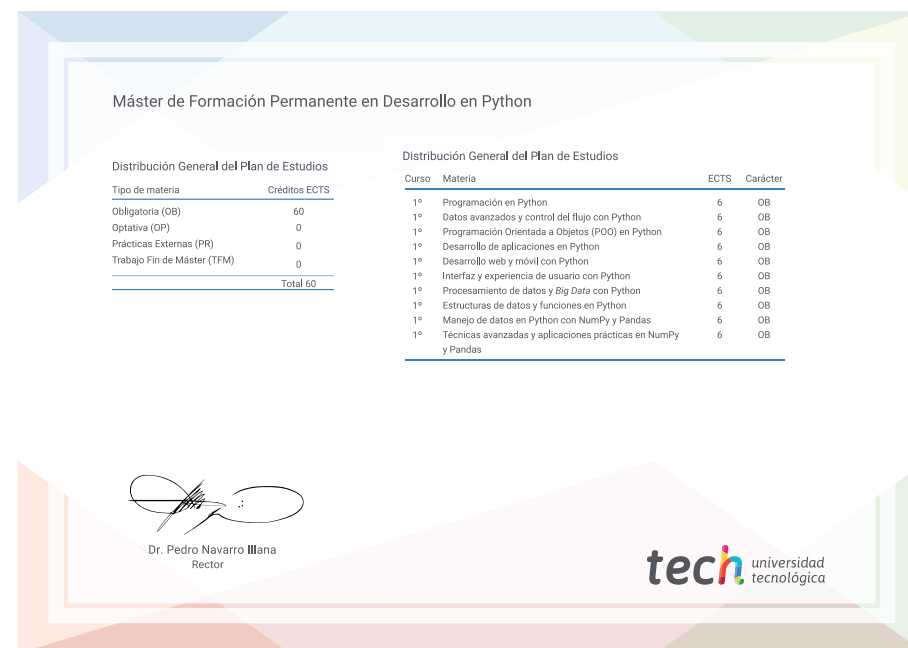 Máster de Formación Permanente en Desarrollo en Python
Distribución General del Plan de Estudios
Tipo de materia Créditos ECTS
Obligatoria (OB) 60
Optativa (OP) 0
Prácticas Externas (PR) 0
Trabajo Fin de Máster (TFM) 0
Total 60
Distribución General del Plan de Estudios
Curso Materia ECTS Carácter
1º Programación en Python 6 OB
1º Datos avanzados y control del flujo con Python 6 OB
1º Programación Orientada a Objetos (POO) en Python 6 OB
1º Desarrollo de aplicaciones en Python 6 OB
1º Desarrollo web y móvil con Python 6 OB
1º Interfaz y experiencia de usuario con Python 6 OB
1º Procesamiento de datos y Big Data con Python 6 OB
1º Estructuras de datos y funciones en Python 6 OB
1º Manejo de datos en Python con NumPy y Pandas 6 OB
1º Técnicas avanzadas y aplicaciones prácticas en NumPy 6 OB
y Pandas
Dr. Pedro Navarro Illana
Rector
tech universidad
tecnológica